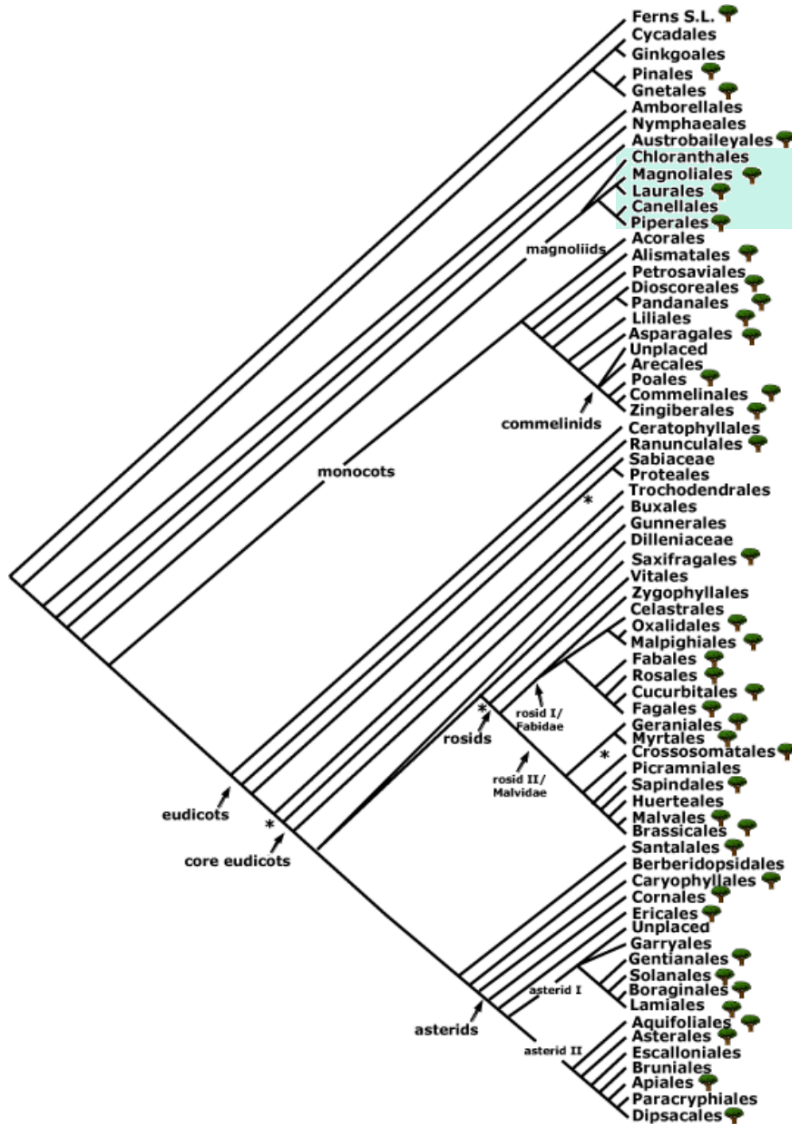 Ferns S.L.
Cycadales
Ginkgoales
Pinales
Gnetales
Amborellales
Nymphaeales
Austrobaileyales
Chloranthales
Magnoliales
Laurales
Canellales
Piperales
magnoliids
Acorales
Alismatales
Petrosaviales
Dioscoreales
Pandanales
Liliales
Asparagales
Unplaced
Arecales
Poales
Commelinales
Zingiberales
commelinids
Ceratophyllales
Ranunculales
Sabiaceae
monocots
Proteales
Trochodendrales
*
Buxales
Gunnerales
Dilleniaceae
Saxifragales
Vitales
Zygophyllales
Celastrales
Oxalidales
Malpighiales
Fabales
Rosales
Cucurbitales
Fagales
*
rosid I/
Fabidae
rosids
Geraniales
Myrtales
Crossosomatales
*
Picramniales
rosid II/
Malvidae
Sapindales
Huerteales
Malvales
Brassicales
eudicots
*
core eudicots
Santalales
Berberidopsidales
Caryophyllales
Cornales
Ericales
Unplaced
Garryales
Gentianales
Solanales
asterid I
Boraginales
Lamiales
asterids
Aquifoliales
Asterales
asterid II
Escalloniales
Bruniales
Apiales
Paracryphiales
Dipsacales